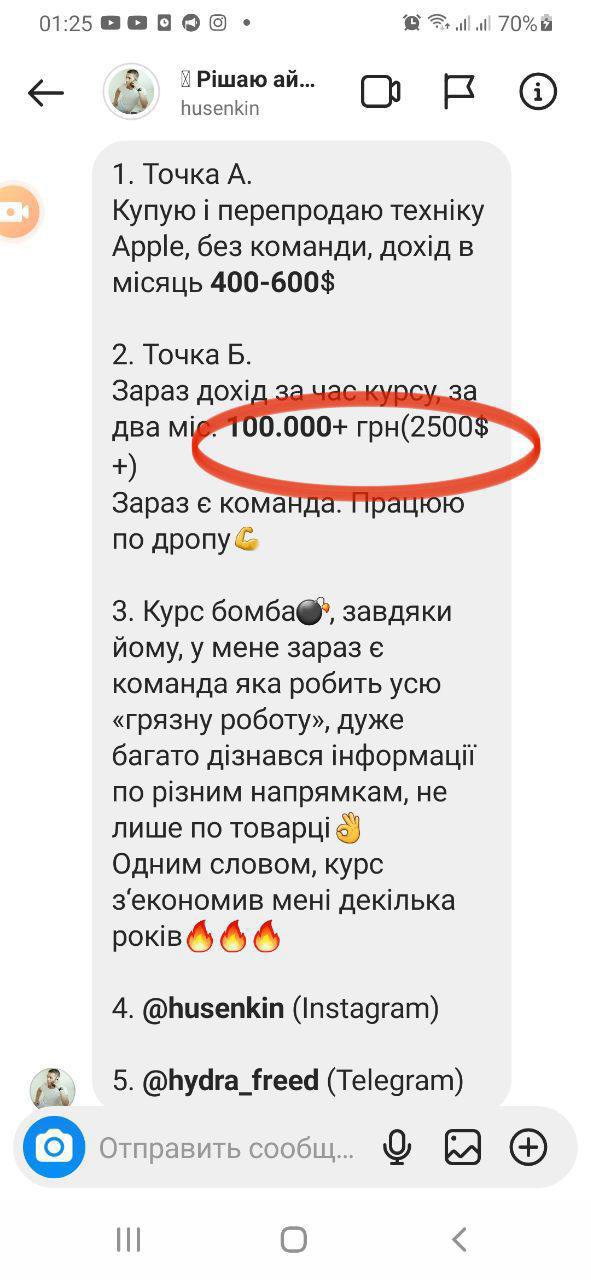 01:25
70%
Рішаю ай...
husenkin
1. Точка А.
Купую і перепродаю техніку
Apple, без команди, дохід в
місяць 400-600$
2. Точка Б.
Зараз дохід за час курсу, за
два міс. 100.000+ грн(2500$
+)
Зараз є команда. Працюю
по дропу💪
3. Курс бомба💣, завдяки
йому, у мене зараз є
команда яка робить усю
«грязну роботу», дуже
багато дізнався інформації
по різним напрямкам, не
лише по товарці👌
Одним словом, курс
з‘економив мені декілька
років🔥🔥🔥
4. @husenkin (Instagram)
5. @hydra_freed (Telegram)
Отправить сообщ...